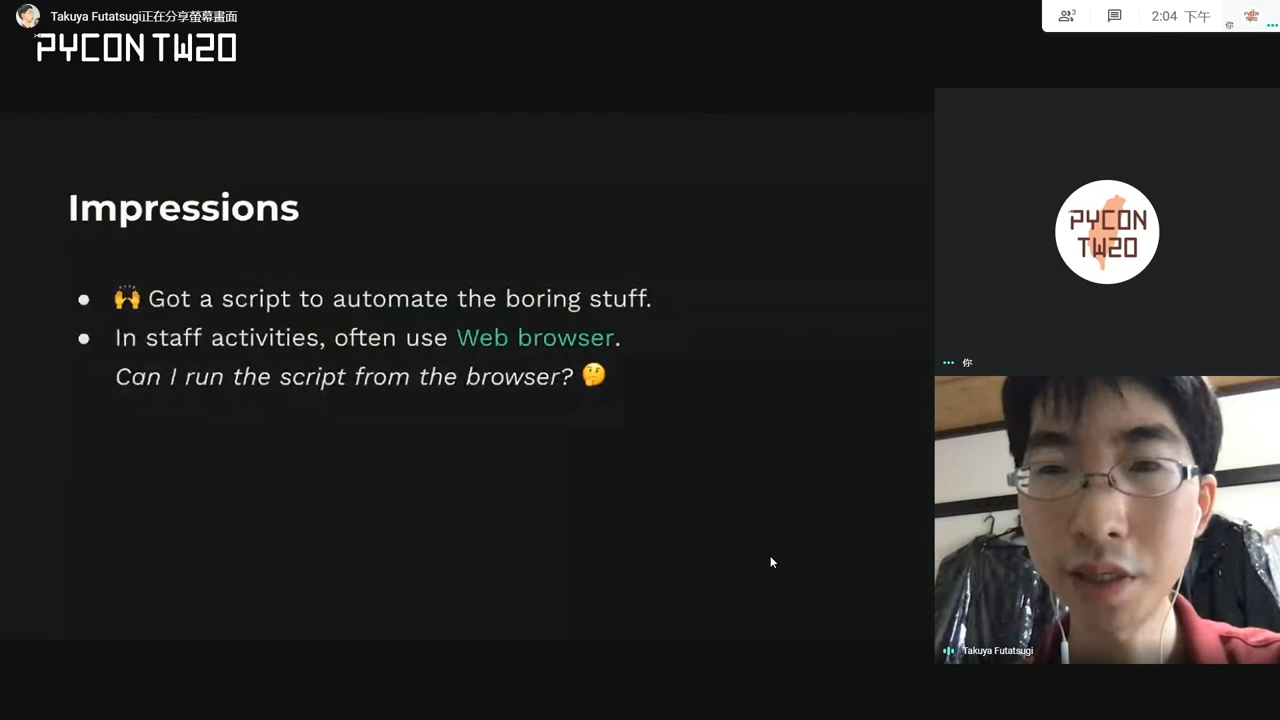 Takuya Futatsugi正在分享螢幕畫面
PYCON TW20
3
2:04 下午
你
Impressions
🙌 Got a script to automate the boring stuff.
In staff activities, often use Web browser.
Can I run the script from the browser? 🤔
PYCON
TW20
你
Takuya Futatsugi